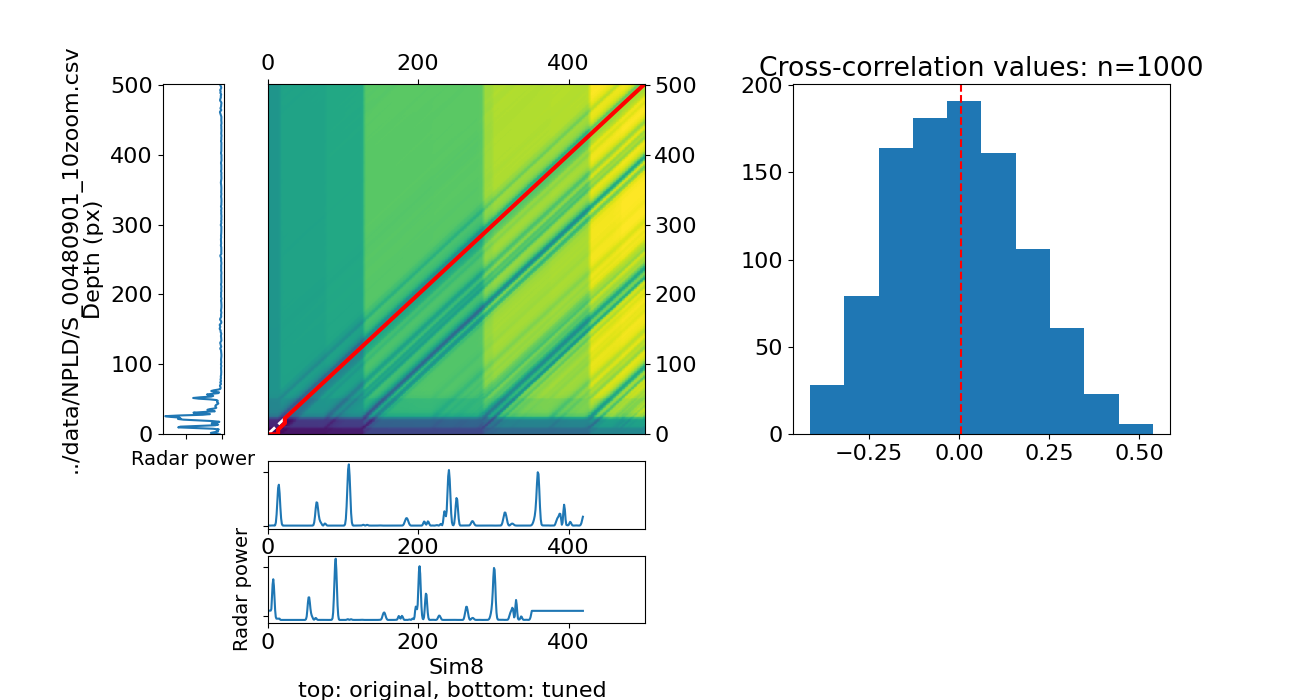 ../data/NPLD/S_00480901_10zoom.csv
Depth (px)
500
400
300
200
100
0
Radar power
0 200 400
500
400
300
200
100
0
0 200 400
Radar power
0 200 400
Sim8
top: original, bottom: tuned
Cross-correlation values: n=1000
200
150
100
50
0
−0.25 0.00 0.25 0.50